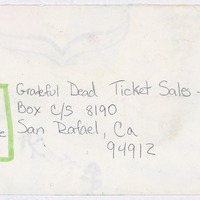 Grateful Dead Ticket Sales -
Box C/S 8190
San Rafael, Ca
94912